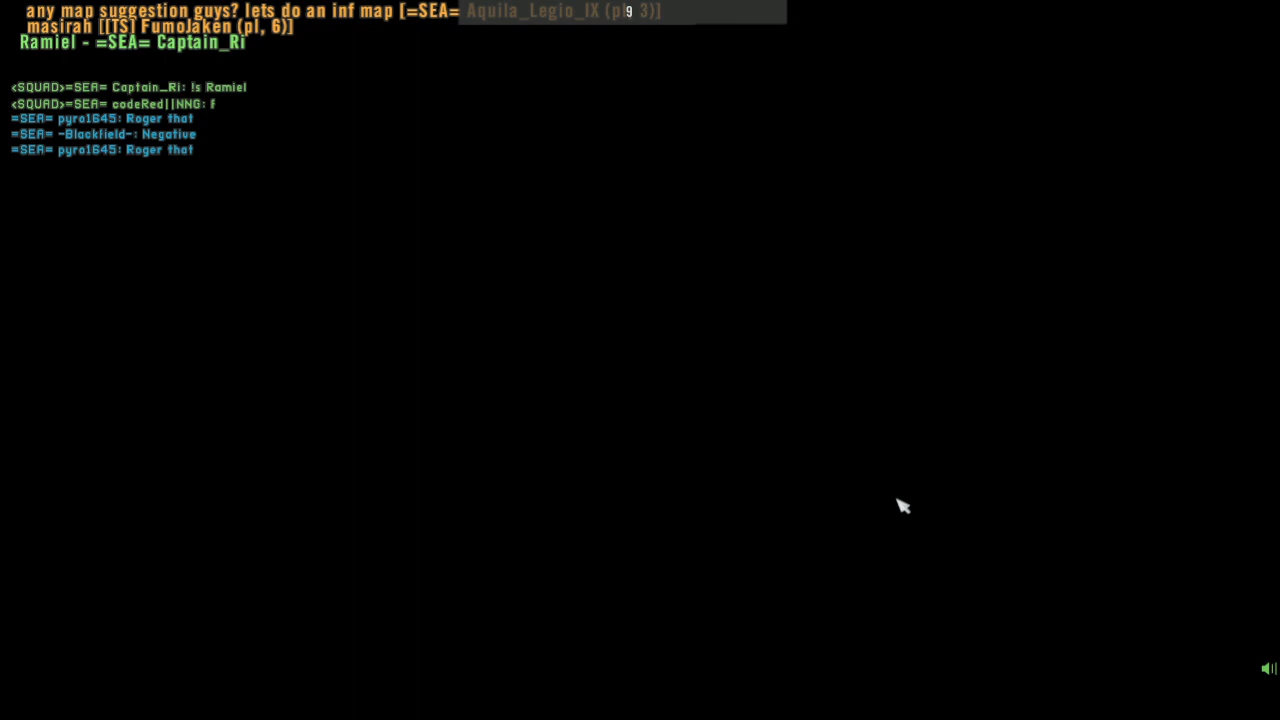 any map suggestion guys? lets do an inf map [=SEA= Aquila_Legio_IX (pl, 3)]
9
masirah [[TS] FumoJaken (pl, 6)]
Ramiel - =SEA= Captain_Ri
<SQUAD>=SEA= Captain_Ri: !s Ramiel
<SQUAD>=SEA= codeRed||NNG: f
=SEA= pyro1645: Roger that
=SEA= -Blackfield-: Negative
=SEA= pyro1645: Roger that